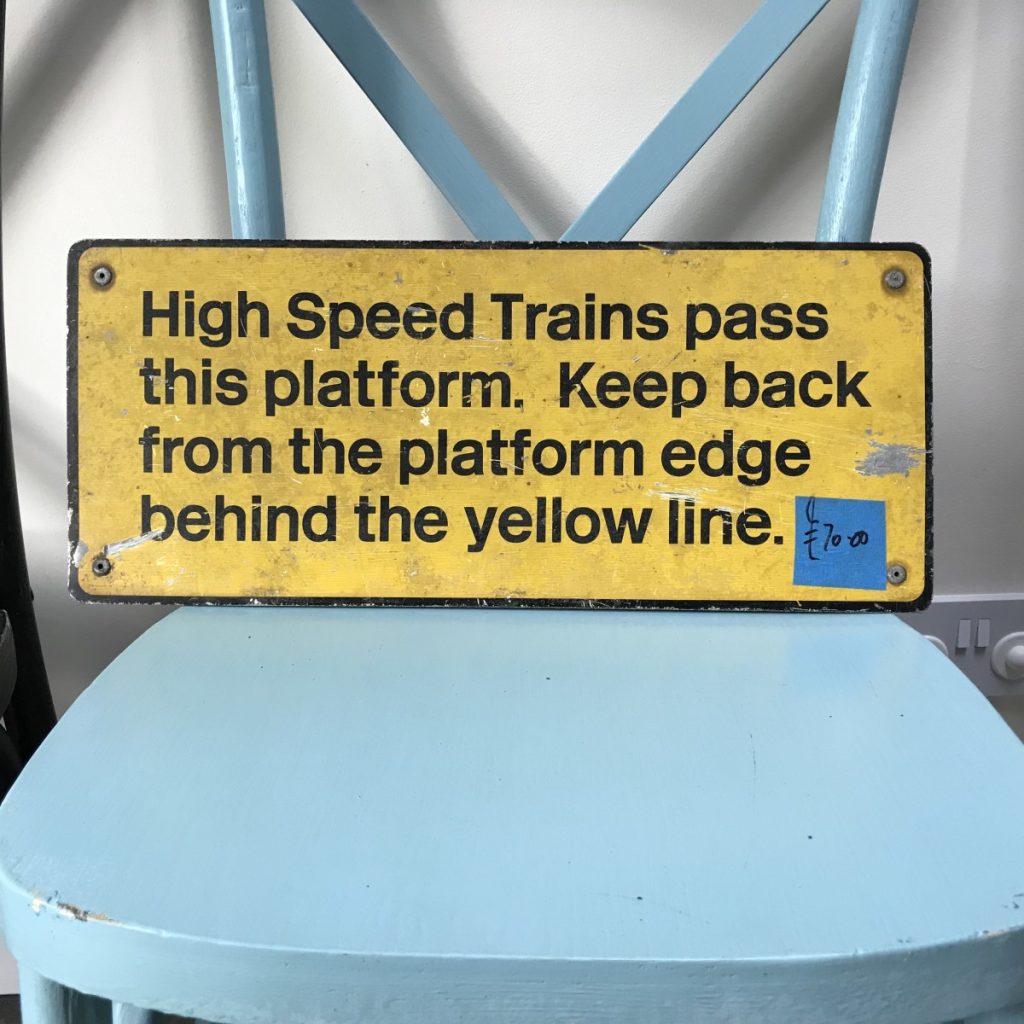 High Speed Trains pass
this platform. Keep back
from the platform edge
behind the yellow line.
£70.00